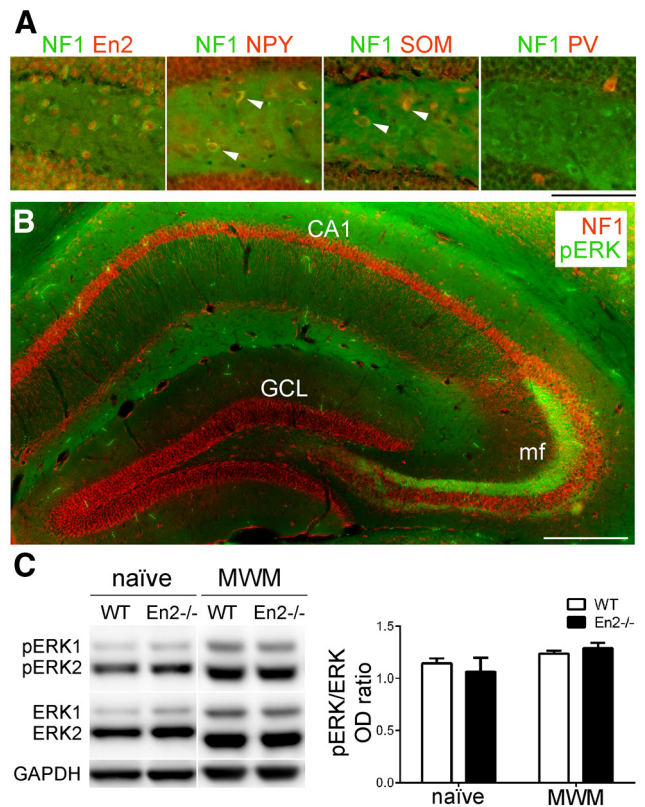 A
NF1 En2
NF1 NPY
NF1 SOM
NF1 PV
B
CA1
NF1
pERK
GCL
mf
C
naïve MWM
WT En2-/- WT En2-/-
pERK1
pERK2
ERK1
ERK2
GAPDH
WT
En2-/-
pERK/ERK
OD ratio
1.5
1.0
0.5
0.0
naïve MWM